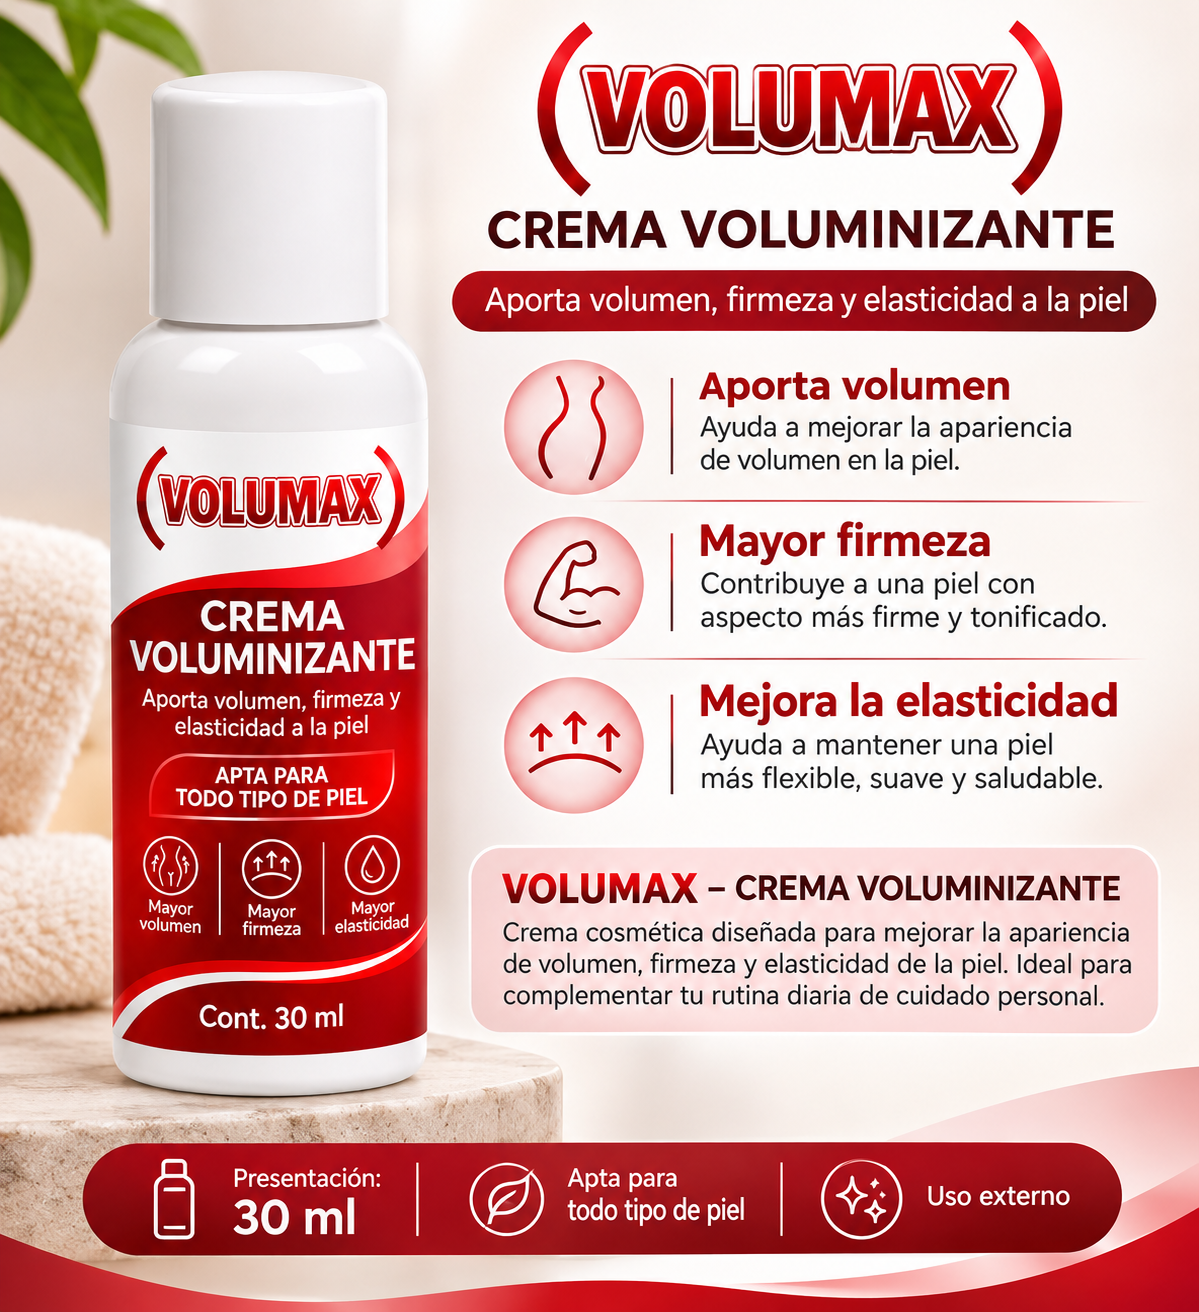 (VOLUMAX)
CREMA VOLUMINIZANTE
Aporta volumen, firmeza y elasticidad a la piel
Aporta volumen
Ayuda a mejorar la apariencia
de volumen en la piel.
Mayor firmeza
Contribuye a una piel con
aspecto más firme y tonificado.
Mejora la elasticidad
Ayuda a mantener una piel
más flexible, suave y saludable.
VOLUMAX – CREMA VOLUMINIZANTE
Crema cosmética diseñada para mejorar la apariencia
de volumen, firmeza y elasticidad de la piel. Ideal para
complementar tu rutina diaria de cuidado personal.
(VOLUMAX)
CREMA
VOLUMINIZANTE
Aporta volumen, firmeza y
elasticidad a la piel
APTA PARA
TODO TIPO DE PIEL
Mayor
volumen
Mayor
firmeza
Mayor
elasticidad
Cont. 30 ml
Presentación:
30 ml
Apta para
todo tipo de piel
Uso externo